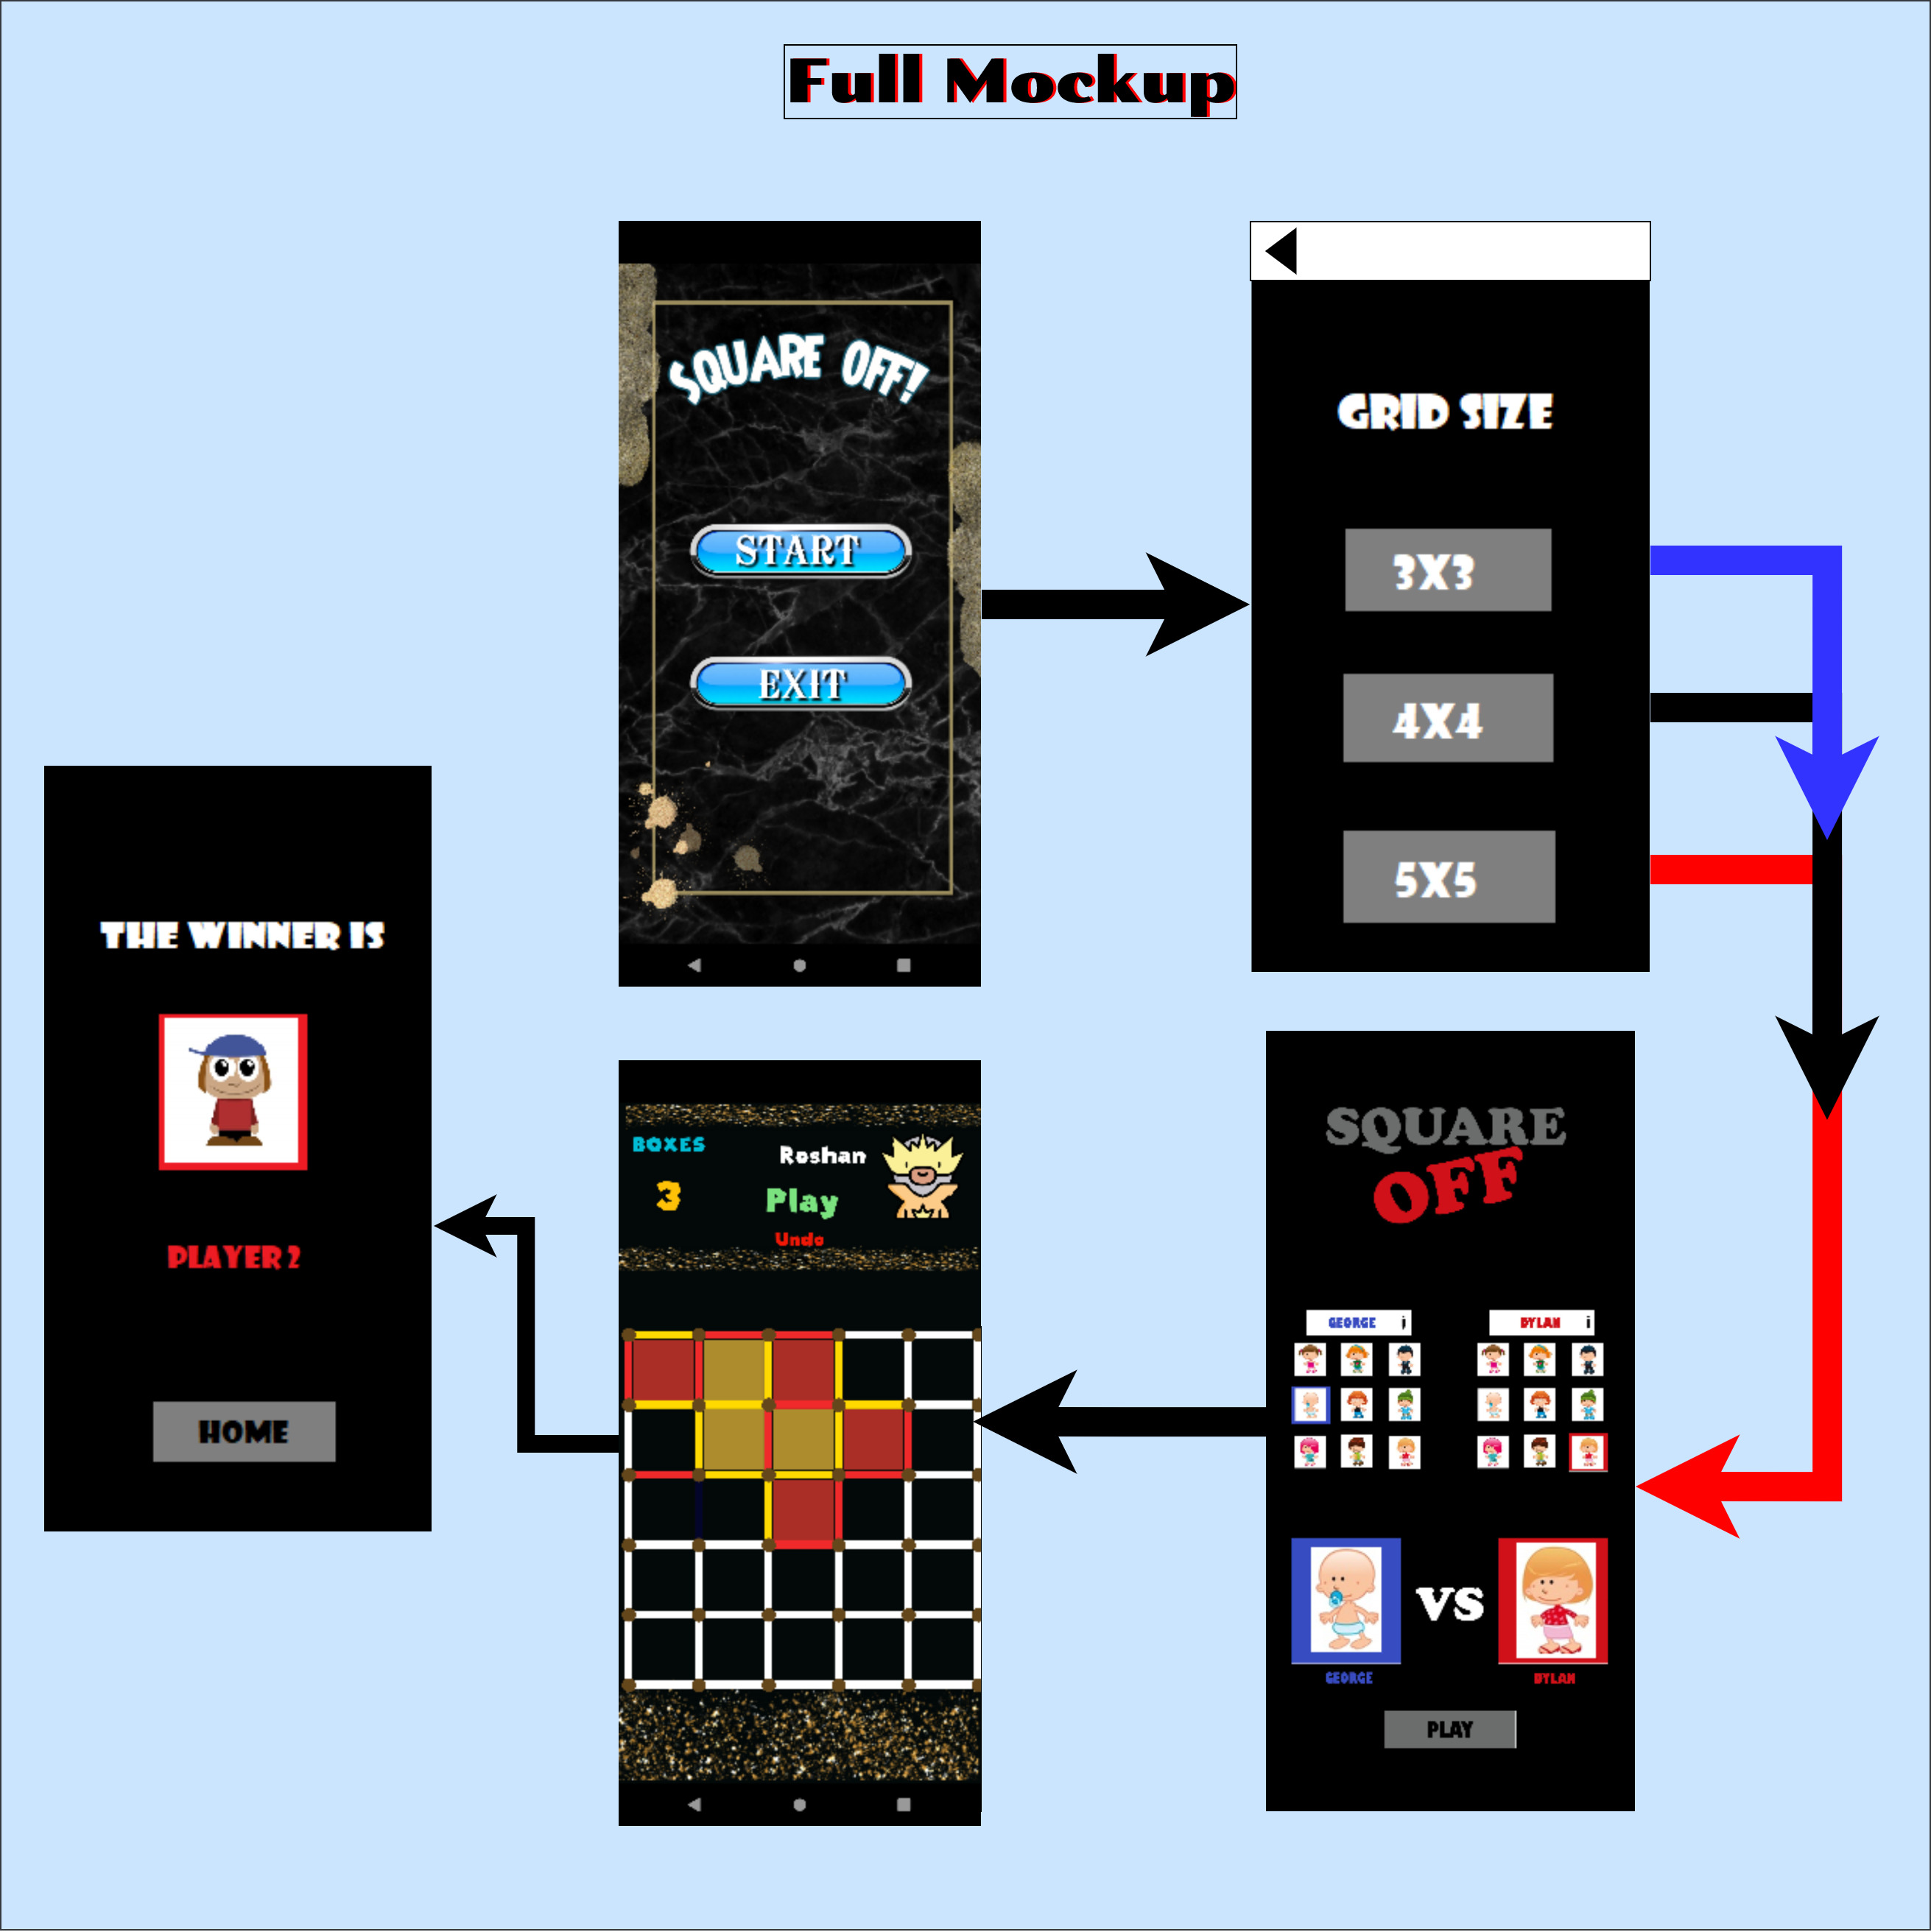 Full Mockup
SQUARE OFF!
START
EXIT
GRID SIZE
3X3
4X4
5X5
THE WINNER IS
PLAYER 2
HOME
BOXES
3
Roshan
Play
Undo
SQUARE
OFF
GEORGE
DYLAN
VS
GEORGE
DYLAN
PLAY